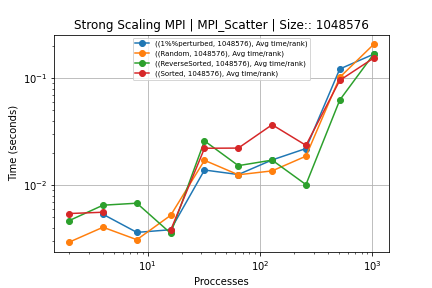 Strong Scaling MPI | MPI_Scatter | Size:: 1048576
((1%%perturbed, 1048576), Avg time/rank)
((Random, 1048576), Avg time/rank)
((ReverseSorted, 1048576), Avg time/rank)
((Sorted, 1048576), Avg time/rank)
Time (seconds)
10⁻¹
10⁻²
10¹
10²
10³
Proccesses